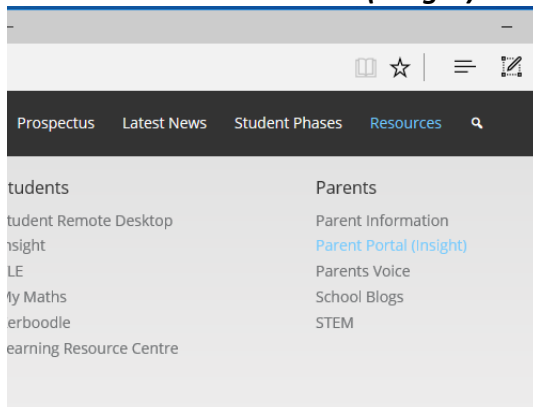 Prospectus Latest News Student Phases Resources
tudents
tudent Remote Desktop
nsight
LE
My Maths
erboodle
earning Resource Centre
Parents
Parent Information
Parent Portal (Insight)
Parents Voice
School Blogs
STEM